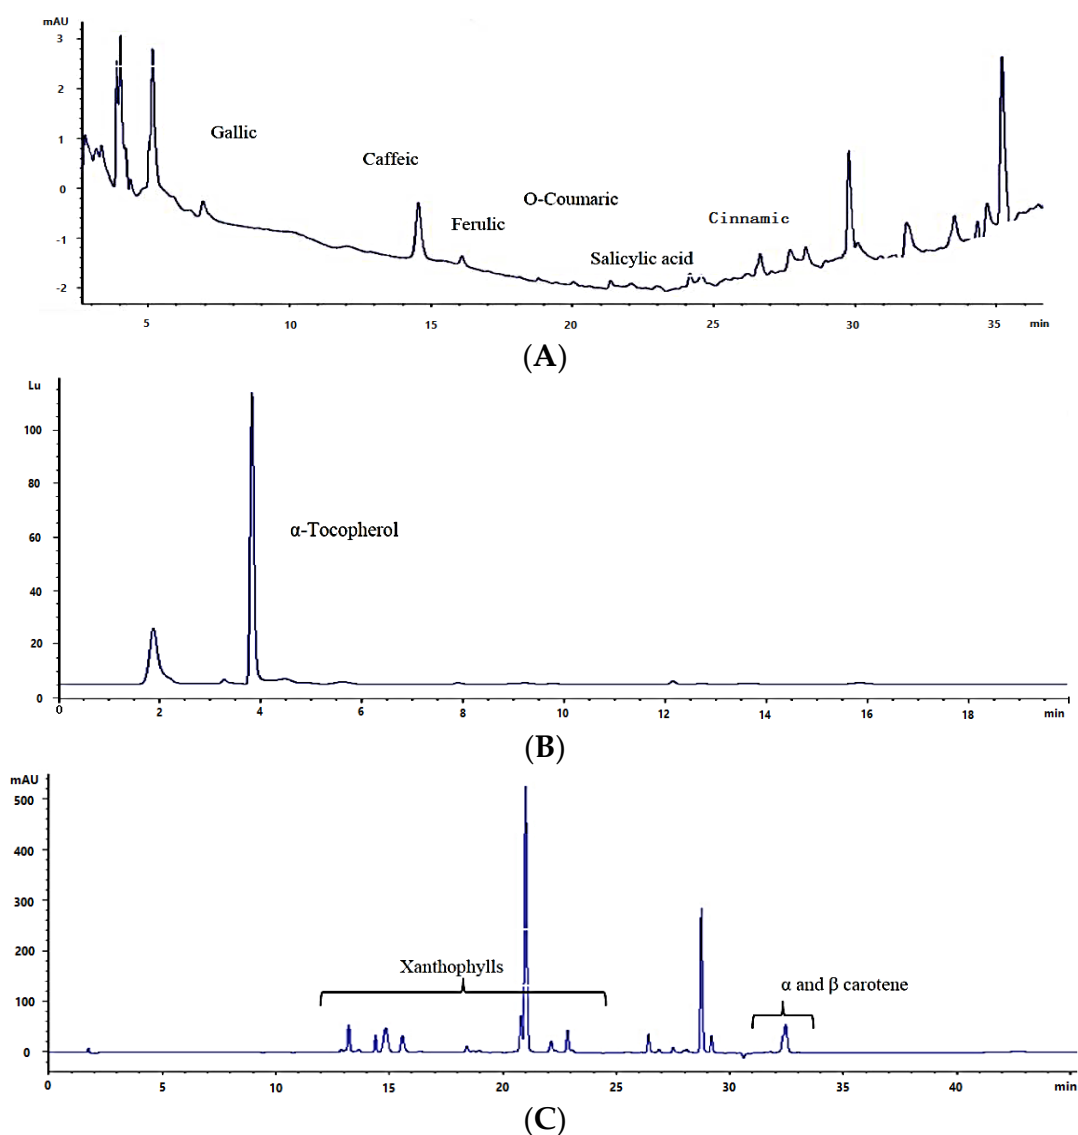 mAU
3
2
1
0
-1
-2
Gallic
Caffeic
Ferulic
O-Coumaric
Salicylic acid
Cinnamic
5 10 15 20 25 30 35 min
(A)
Lu
100
80
60
40
20
0
α-Tocopherol
0 2 4 6 8 10 12 14 16 18 min
(B)
mAU
500
400
300
200
100
0
Xanthophylls
α and β carotene
0 5 10 15 20 25 30 35 40 min
(C)